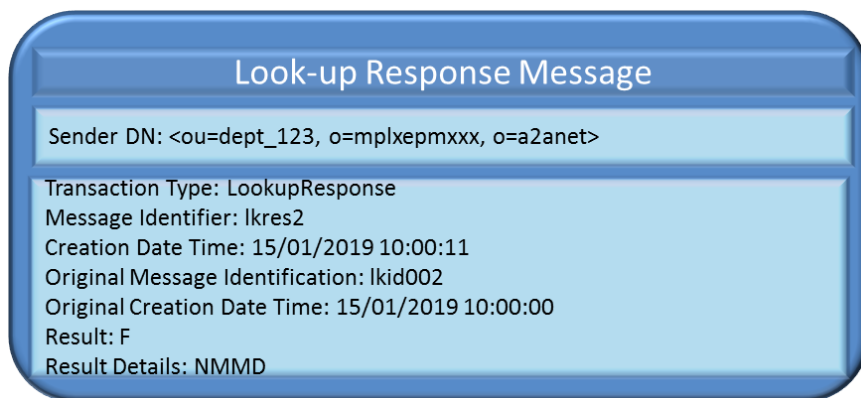 Look-up Response Message
Sender DN: <ou=dept_123, o=mplxepmxxx, o=a2anet>
Transaction Type: LookupResponse
Message Identifier: lkres2
Creation Date Time: 15/01/2019 10:00:11
Original Message Identification: lkid002
Original Creation Date Time: 15/01/2019 10:00:00
Result: F
Result Details: NMMD